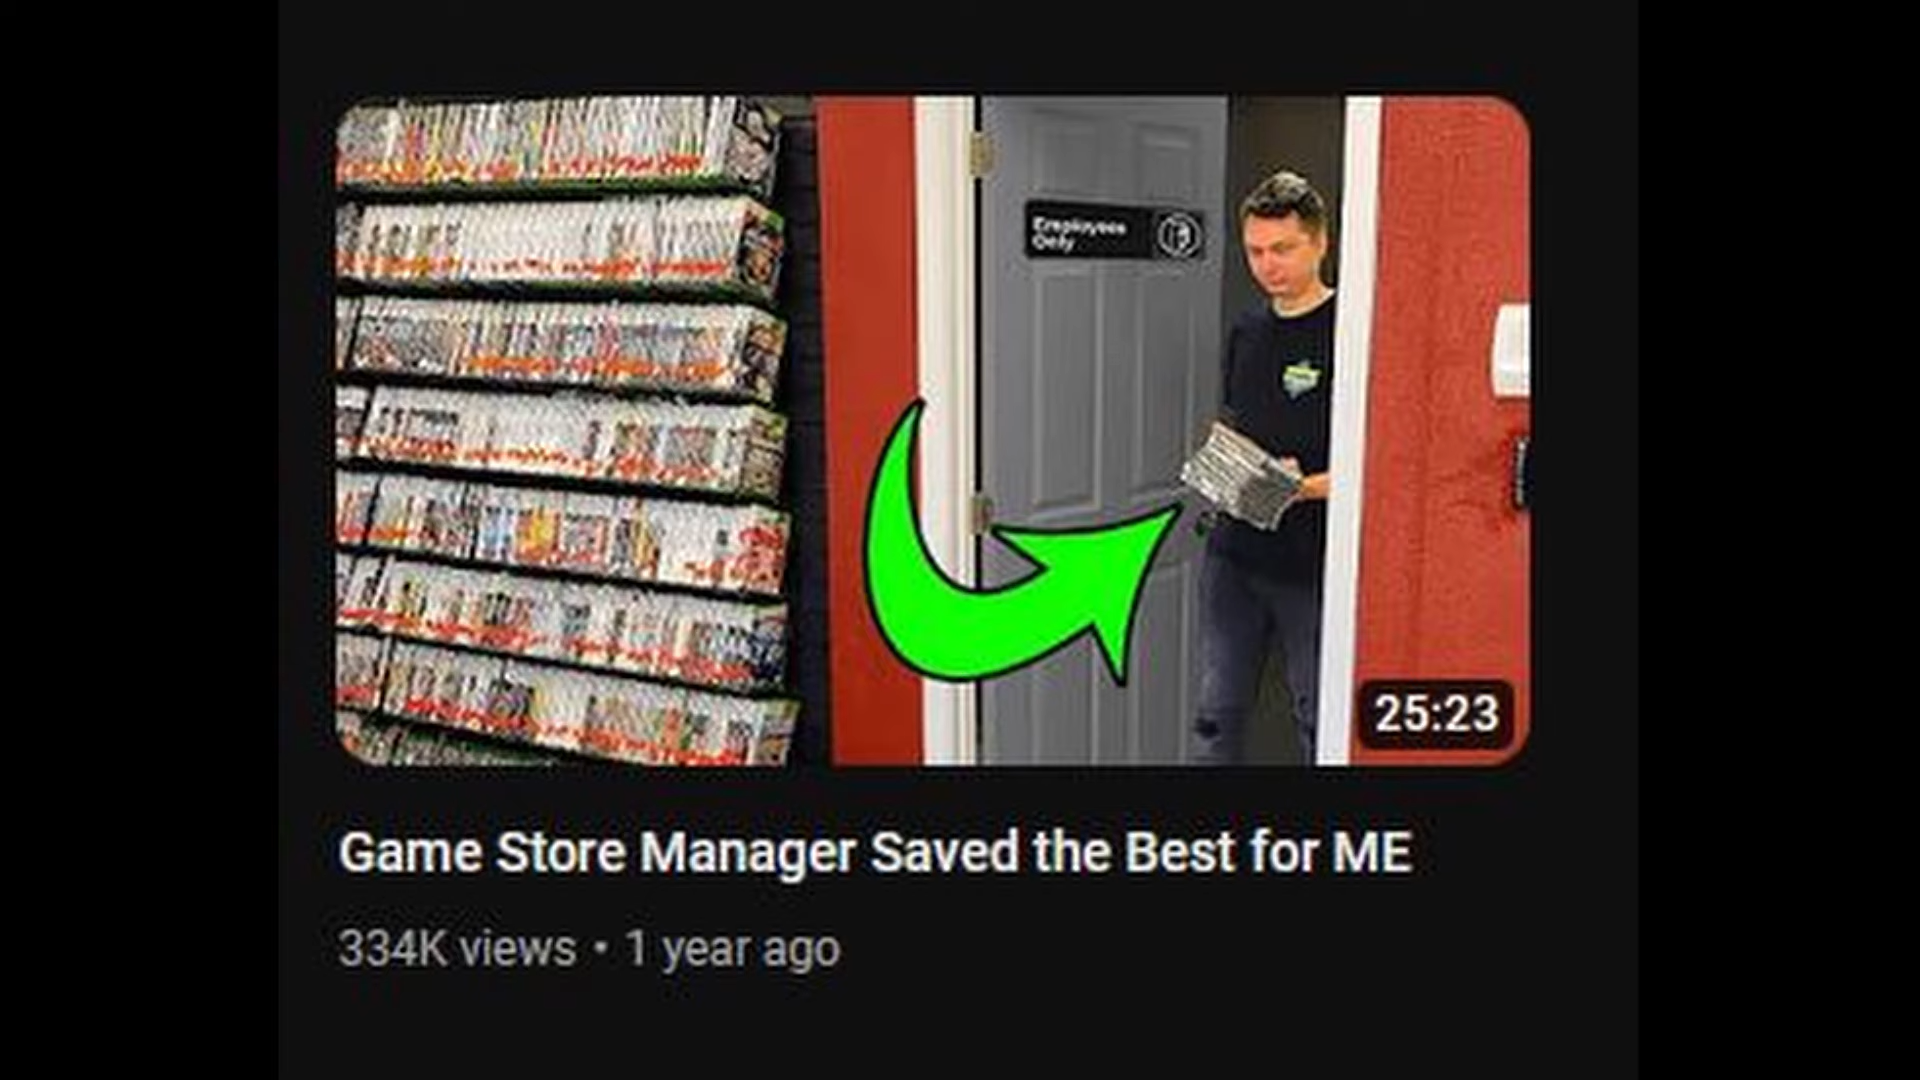 Employees
Only
25:23
Game Store Manager Saved the Best for ME
334K views • 1 year ago